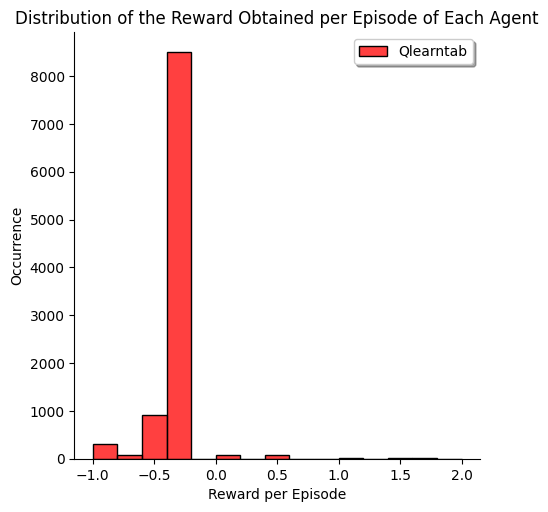 Distribution of the Reward Obtained per Episode of Each Agent
Qlearntab
8000
7000
6000
5000
4000
3000
2000
1000
0
Occurrence
−1.0 −0.5 0.0 0.5 1.0 1.5 2.0
Reward per Episode